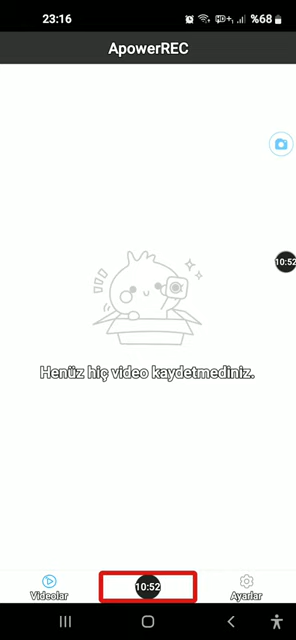 23:16
%68
ApowerREC
10:52
Henüz hiç video kaydetmediniz.
Videolar
10:52
Ayarlar